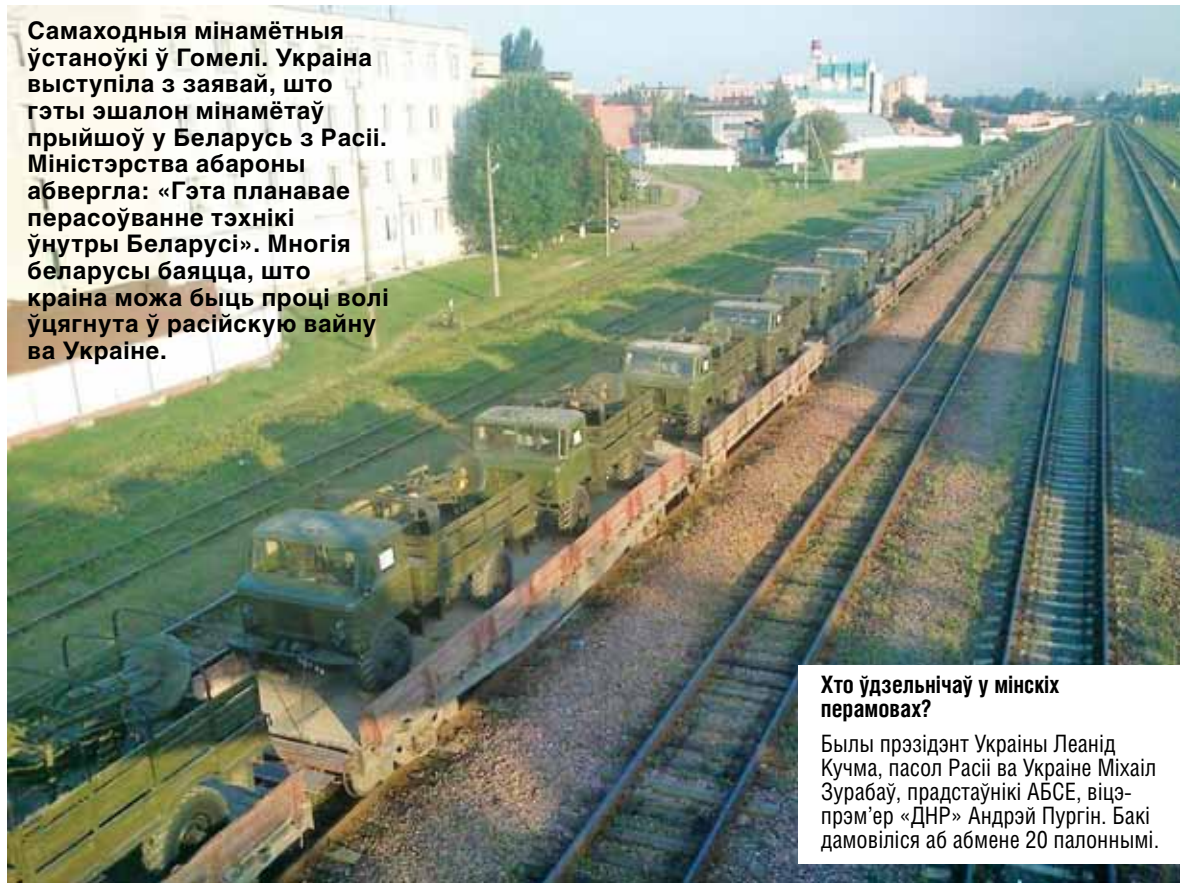 Самаходныя мінамётныя
ўстаноўкі ў Гомелі. Украіна
выступіла з заявай, што
гэты эшалон мінамётаў
прыйшоў у Беларусь з Расіі.
Міністэрства абароны
абвергла: «Гэта планавае
перасоўванне тэхнікі
ўнутры Беларусі». Многія
беларусы баяцца, што
краіна можа быць проці волі
ўцягнута ў расійскую вайну
ва Украіне.
Хто ўдзельнічаў у мінскіх
перамовах?
Былы прэзідэнт Украіны Леанід
Кучма, пасол Расіі ва Украіне Міхаіл
Зурабаў, прадстаўнікі АБСЕ, віцэ-
прэм’ер «ДНР» Андрэй Пургін. Бакі
дамовіліся аб абмене 20 палоннымі.